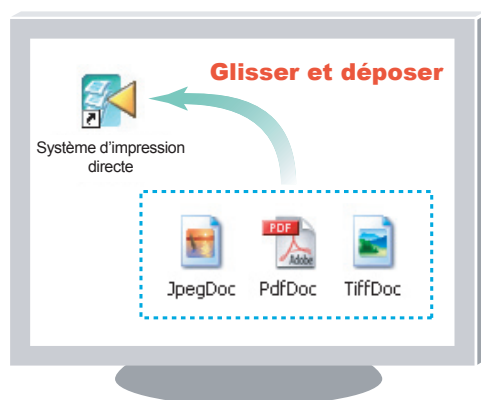 Glisser et déposer
Système d'impression
directe
PDF
Adobe
JpegDoc PdfDoc TiffDoc